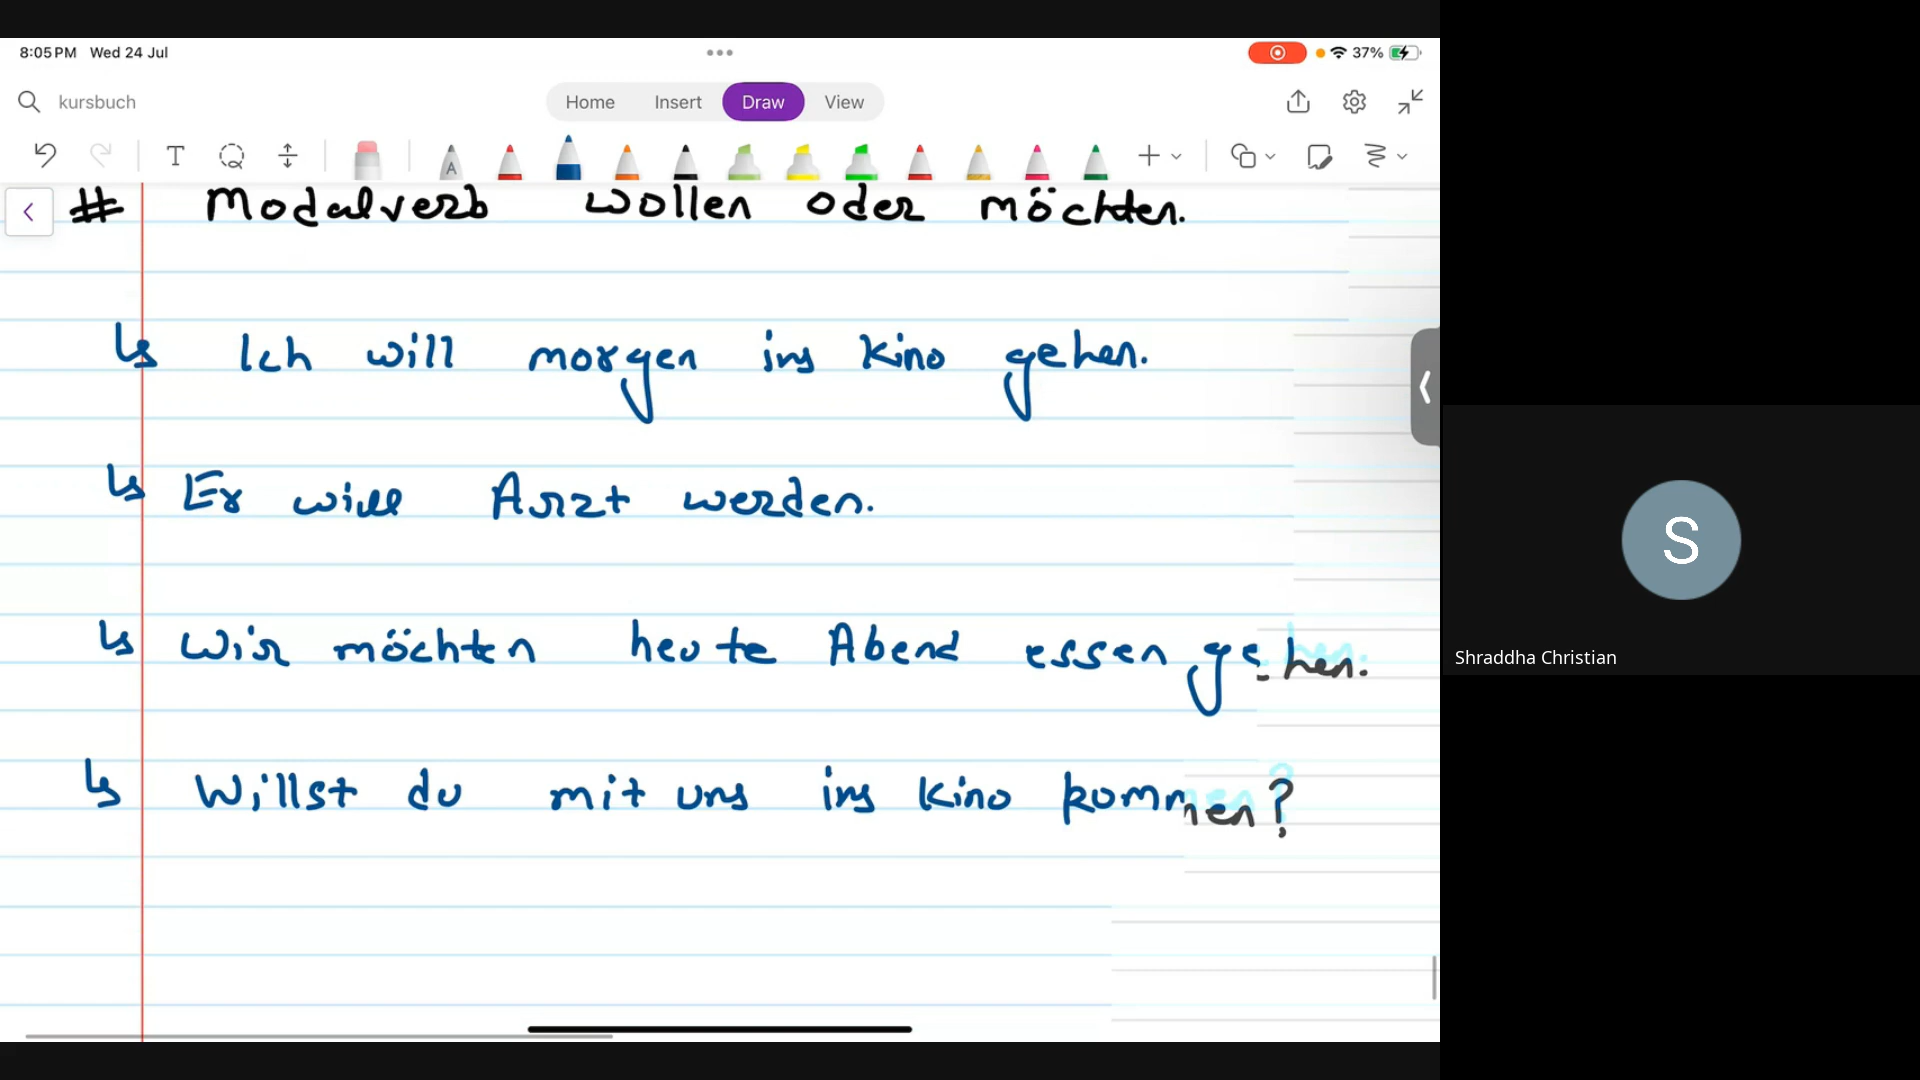 8:05 PM Wed 24 Jul
37%
kursbuch
Home Insert Draw View
T
A
# Modalverb wollen oder möchten.
↳ Ich will morgen ins Kino gehen.
↳ Er will Arzt werden.
↳ Wir möchten heute Abend essen gehen.
↳ Willst du mit uns ins Kino kommen?
S
Shraddha Christian